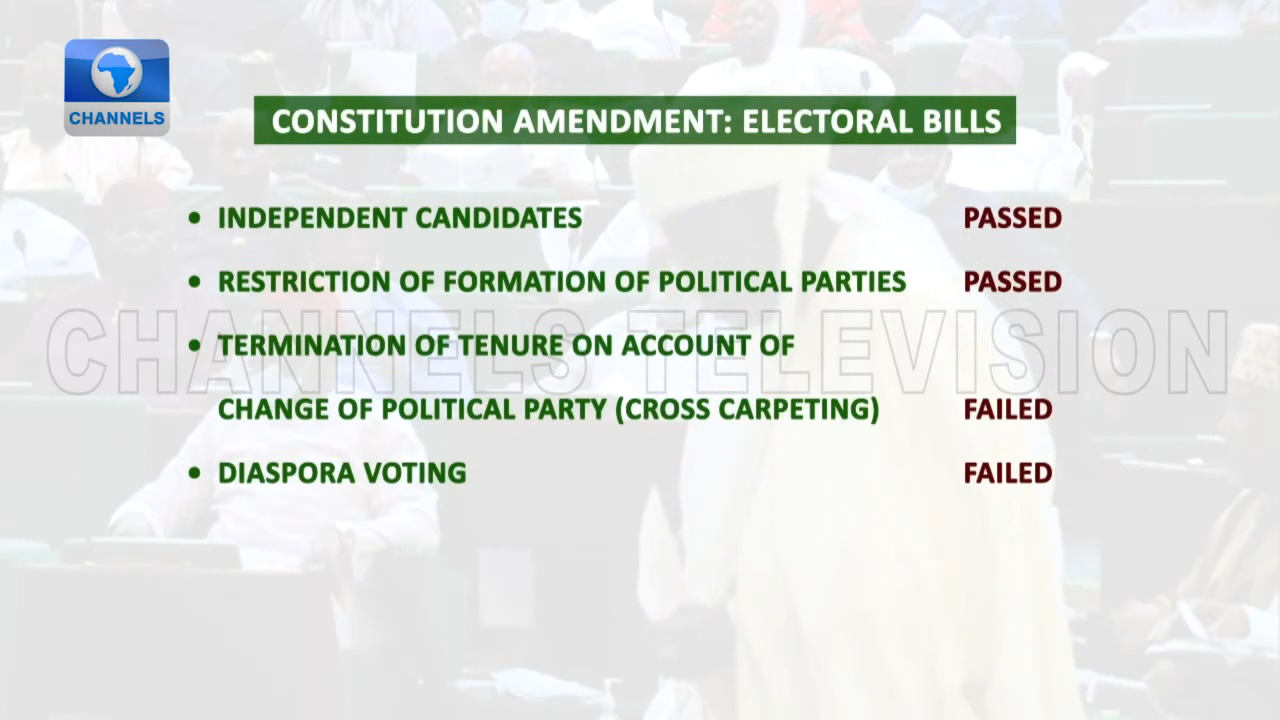 CHANNELS
CONSTITUTION AMENDMENT: ELECTORAL BILLS
• INDEPENDENT CANDIDATES PASSED
• RESTRICTION OF FORMATION OF POLITICAL PARTIES PASSED
CHANNELS TELEVISION
• TERMINATION OF TENURE ON ACCOUNT OF
CHANGE OF POLITICAL PARTY (CROSS CARPETING) FAILED
• DIASPORA VOTING FAILED